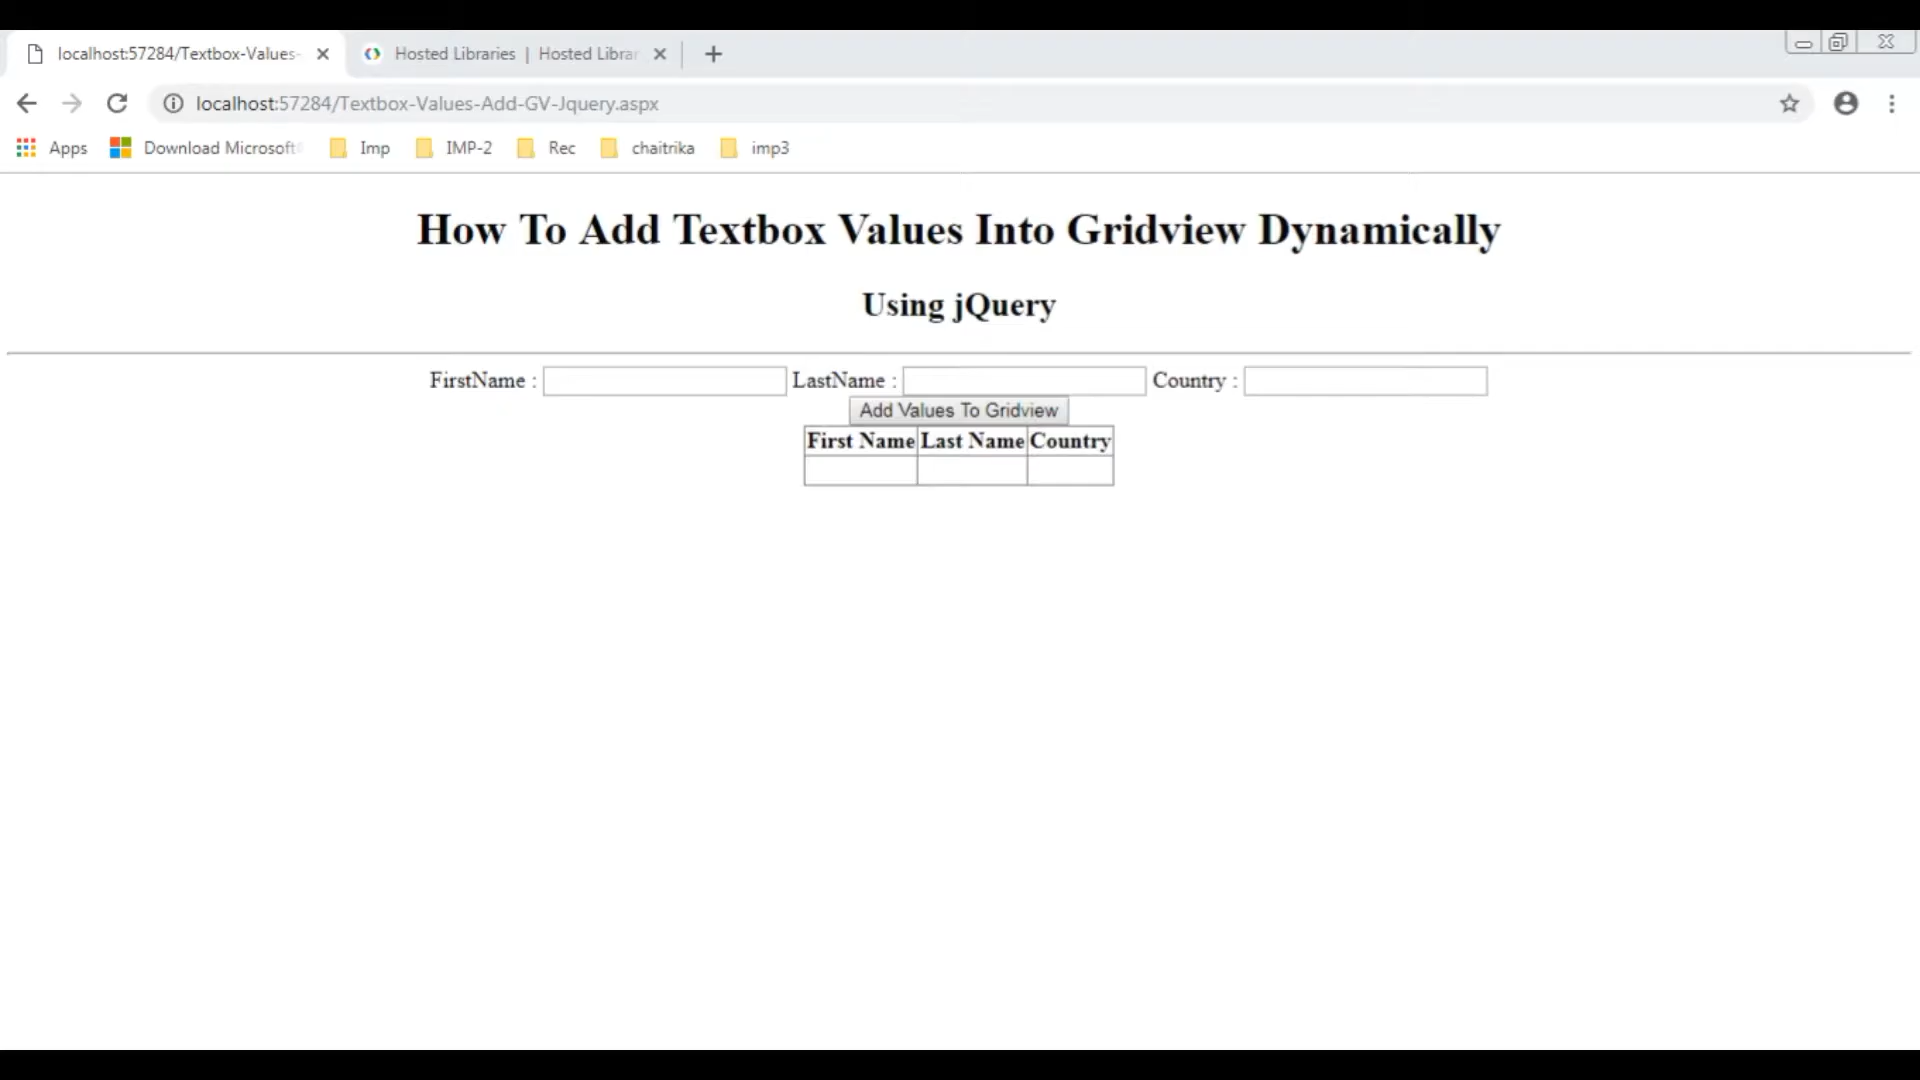 localhost:57284/Textbox-Values-
Hosted Libraries | Hosted Librar
localhost:57284/Textbox-Values-Add-GV-Jquery.aspx
Apps Download Microsoft Imp IMP-2 Rec chaitrika imp3
How To Add Textbox Values Into Gridview Dynamically
Using jQuery
FirstName : LastName : Country :
Add Values To Gridview
First Name Last Name Country